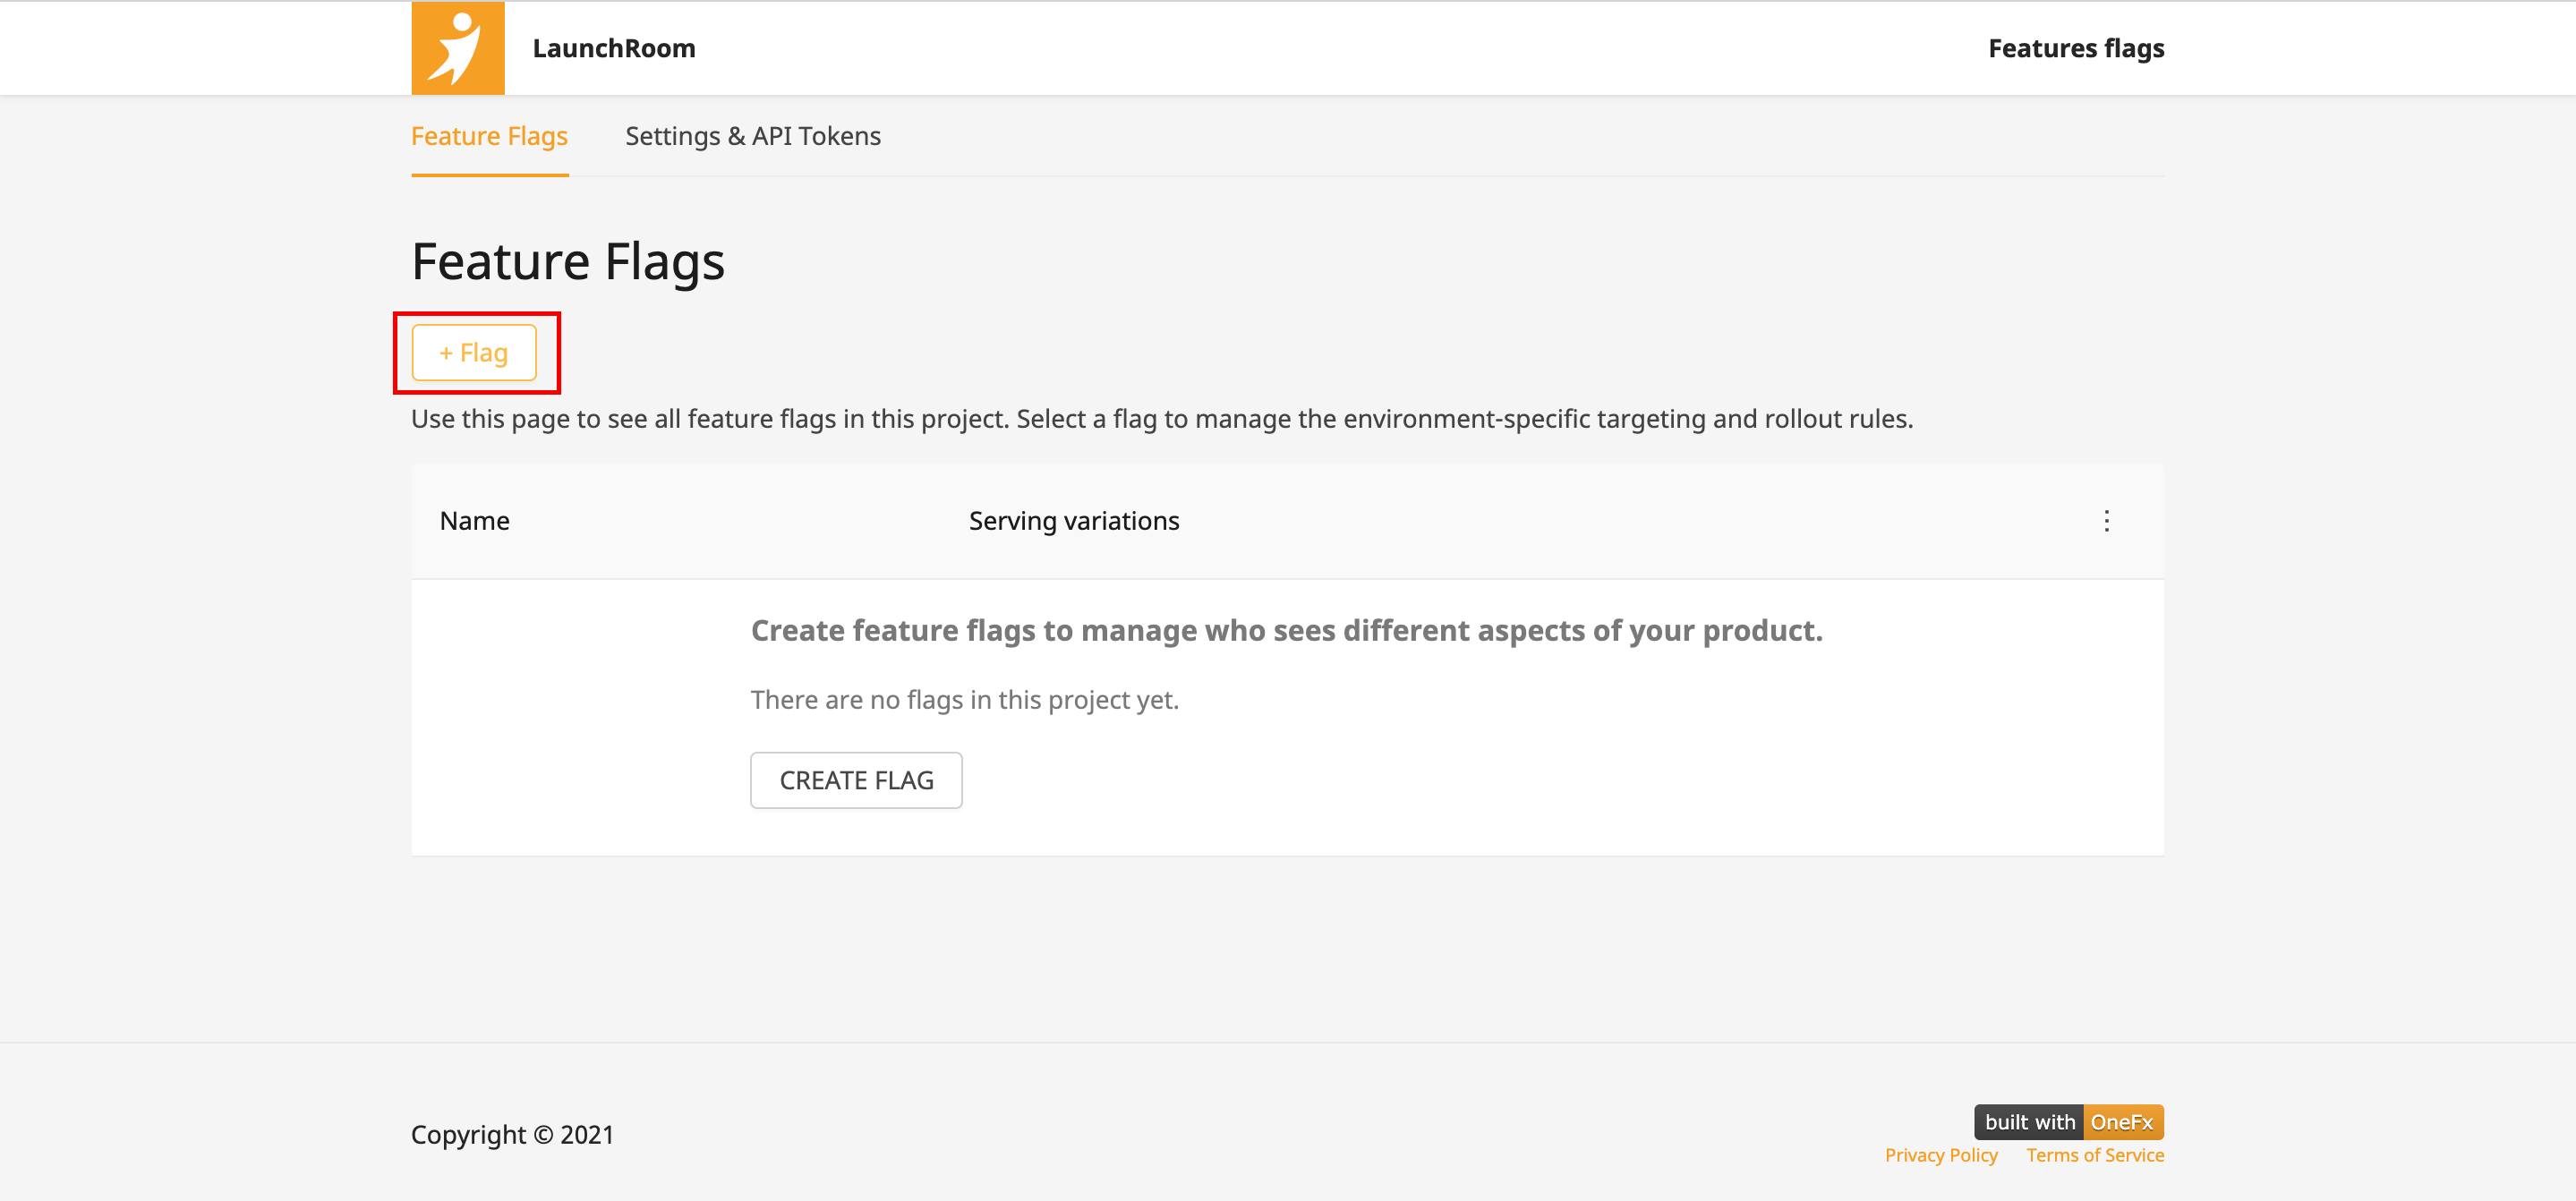 LaunchRoom
Features flags
Feature Flags
Settings & API Tokens
Feature Flags
+ Flag
Use this page to see all feature flags in this project. Select a flag to manage the environment-specific targeting and rollout rules.
Name
Serving variations
Create feature flags to manage who sees different aspects of your product.
There are no flags in this project yet.
CREATE FLAG
Copyright © 2021
built with OneFx
Privacy Policy
Terms of Service